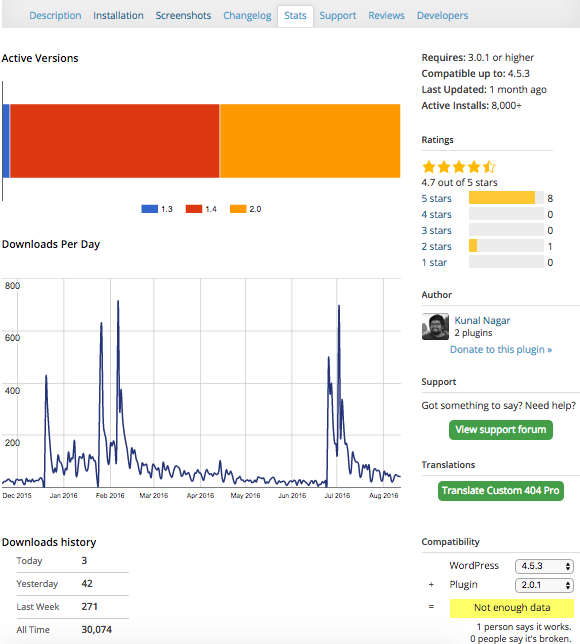 Description Installation Screenshots Changelog Stats Support Reviews Developers
Active Versions
1.3 1.4 2.0
Downloads Per Day
800
600
400
200
Dec 2015 Jan 2016 Feb 2016 Mar 2016 Apr 2016 May 2016 Jun 2016 Jul 2016 Aug 2016
Downloads history
Today 3
Yesterday 42
Last Week 271
All Time 30,074
Requires: 3.0.1 or higher
Compatible up to: 4.5.3
Last Updated: 1 month ago
Active Installs: 8,000+
Ratings
4.7 out of 5 stars
5 stars 8
4 stars 0
3 stars 0
2 stars 1
1 star 0
Author
Kunal Nagar
2 plugins
Donate to this plugin »
Support
Got something to say? Need help?
View support forum
Translations
Translate Custom 404 Pro
Compatibility
WordPress 4.5.3
+ Plugin 2.0.1
= Not enough data
1 person says it works.
0 people say it's broken.